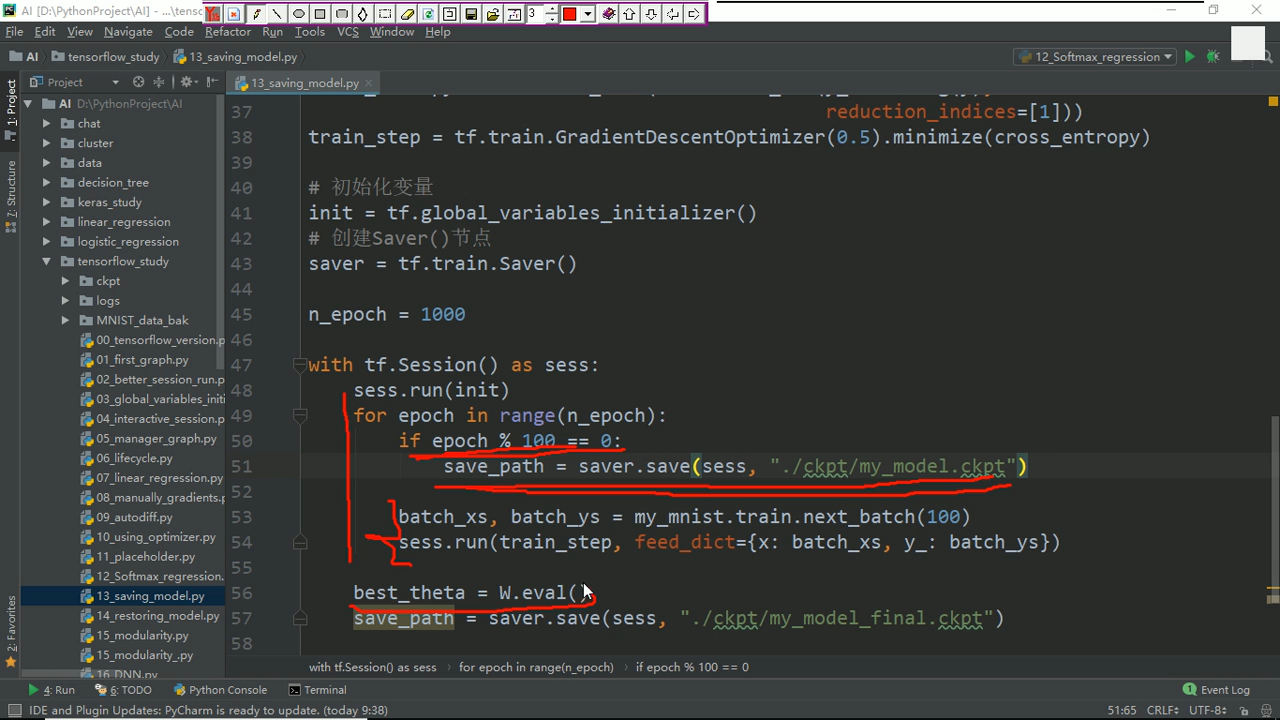 AI [D:\PythonProject\AI] - ...\tens
3
File Edit View Navigate Code Refactor Run Tools VCS Window Help
AI tensorflow_study 13_saving_model.py 12_Softmax_regression
Project 13_saving_model.py
1: Project
7: Structure
2: Favorites
AI D:\PythonProject\AI
chat
cluster
data
decision_tree
keras_study
linear_regression
logistic_regression
tensorflow_study
ckpt
logs
MNIST_data_bak
00_tensorflow_version.p
01_first_graph.py
02_better_session_run.p
03_global_variables_initi
04_interactive_session.p
05_manager_graph.py
06_lifecycle.py
07_linear_regression.py
08_manually_gradients.p
09_autodiff.py
10_using_optimizer.py
11_placeholder.py
12_Softmax_regression.
13_saving_model.py
14_restoring_model.py
15_modularity.py
15_modularity_.py
16_DNN.py
37 reduction_indices=[1]))
38 train_step = tf.train.GradientDescentOptimizer(0.5).minimize(cross_entropy)
39
40 # 初始化变量
41 init = tf.global_variables_initializer()
42 # 创建Saver()节点
43 saver = tf.train.Saver()
44
45 n_epoch = 1000
46
47 with tf.Session() as sess:
48 sess.run(init)
49 for epoch in range(n_epoch):
50 if epoch % 100 == 0:
51 save_path = saver.save(sess, "./ckpt/my_model.ckpt")
52
53 batch_xs, batch_ys = my_mnist.train.next_batch(100)
54 sess.run(train_step, feed_dict={x: batch_xs, y_: batch_ys})
55
56 best_theta = W.eval()
57 save_path = saver.save(sess, "./ckpt/my_model_final.ckpt")
58
with tf.Session() as sess for epoch in range(n_epoch) if epoch % 100 == 0
4: Run 6: TODO Python Console Terminal 1 Event Log
IDE and Plugin Updates: PyCharm is ready to update. (today 9:38) 51:65 CRLF UTF-8